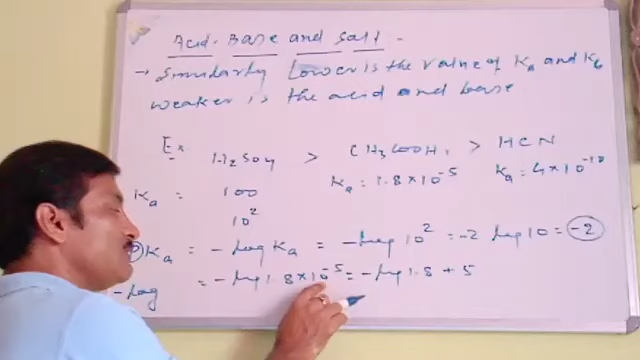 Acid-Base and Salt -
→ Similarly Lower is the value of Ka and Kb
weaker is the acid and base
Ex H2SO4 > CH3COOH, > HCN
Ka = 100 Ka = 1.8×10-5 Ka = 4×10-10
10^2
Ka = -log Ka = -log 10^2 = -2 log 10 = -2
= -log 1.8×10-5 = -log 1.8 + 5
-log